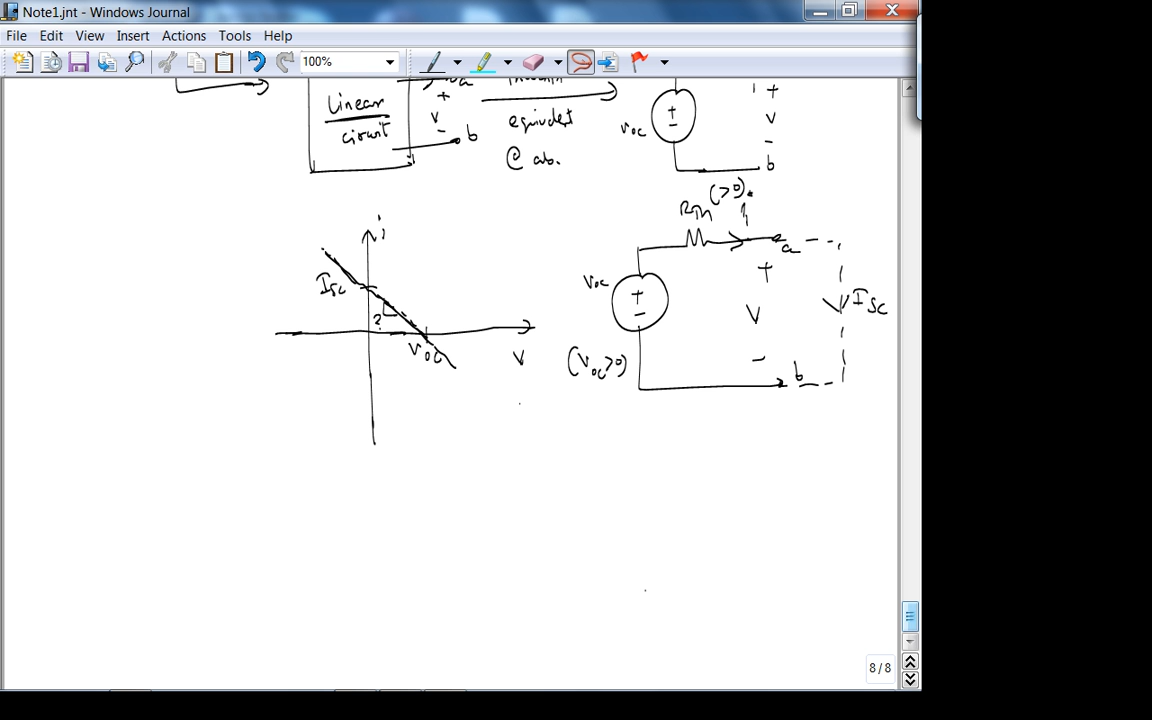 Note1.jnt - Windows Journal
File Edit View Insert Actions Tools Help
100%
a
Linear
circuit
+
v
-
b
equivalent
@ ab.
Voc
+
-
+
v
-
b
i
Isc
?
Voc
v
RTh
(>0)
i
a
Voc
+
-
+
V
-
Isc
(Voc>0)
b
8 / 8